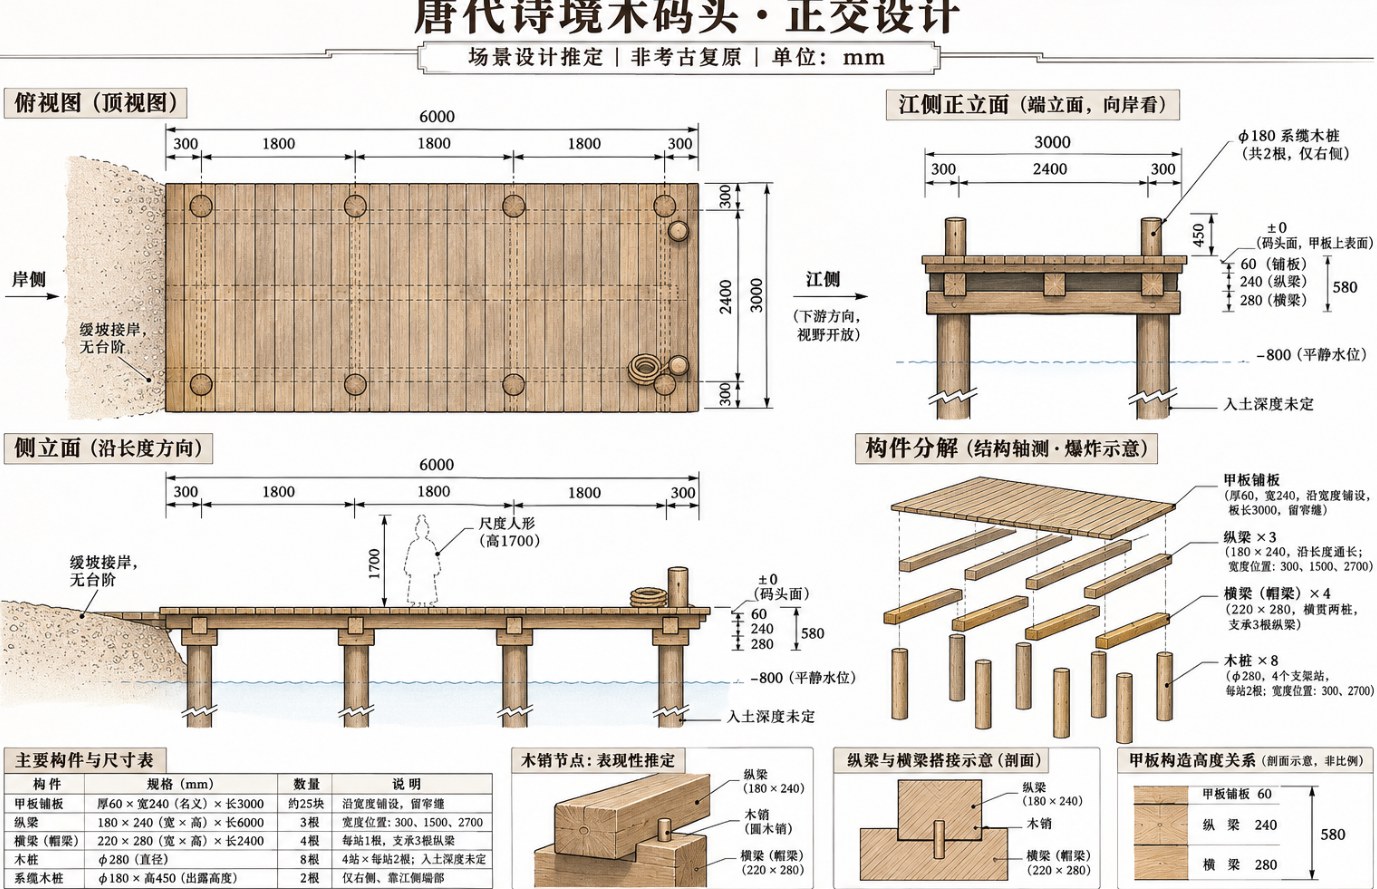 唐代诗境木码头·正交设计
场景设计推定｜非考古复原｜单位：mm
俯视图（顶视图）
6000
300
1800
1800
1800
300
300
2400
3000
300
岸侧
缓坡接岸，
无台阶
江侧
（下游方向，
视野开放）
江侧正立面（端立面，向岸看）
3000
300
2400
300
φ180 系缆木桩
（共2根，仅右侧）
450
±0
（码头面，甲板上表面）
60（铺板）
240（纵梁）
280（横梁）
580
-800（平静水位）
入土深度未定
侧立面（沿长度方向）
6000
300
1800
1800
1800
300
1700
尺度人形
（高1700）
缓坡接岸，
无台阶
±0
（码头面）
60
240
280
580
-800（平静水位）
入土深度未定
构件分解（结构轴测·爆炸示意）
甲板铺板
（厚60，宽240，沿宽度铺设，
板长3000，留窄缝）
纵梁×3
（180×240，沿长度通长；
宽度位置：300、1500、2700）
横梁（帽梁）×4
（220×280，横贯两桩，
支承3根纵梁）
木桩×8
（φ280，4个支架站，
每站2根；宽度位置：300、2700）
主要构件与尺寸表
构件 规格（mm） 数量 说明
甲板铺板 厚60×宽240（名义）×长3000 约25块 沿宽度铺设，留窄缝
纵梁 180×240（宽×高）×长6000 3根 宽度位置：300、1500、2700
横梁（帽梁） 220×280（宽×高）×长2400 4根 每站1根，支承3根纵梁
木桩 φ280（直径） 8根 4站×每站2根；入土深度未定
系缆木桩 φ180×高450（出露高度） 2根 仅右侧、靠江侧端部
木销节点：表现性推定
纵梁
（180×240）
木销
（圆木销）
横梁（帽梁）
（220×280）
纵梁与横梁搭接示意（剖面）
纵梁
（180×240）
木销
横梁（帽梁）
（220×280）
甲板构造高度关系（剖面示意，非比例）
甲板铺板 60
纵梁 240
横梁 280
580